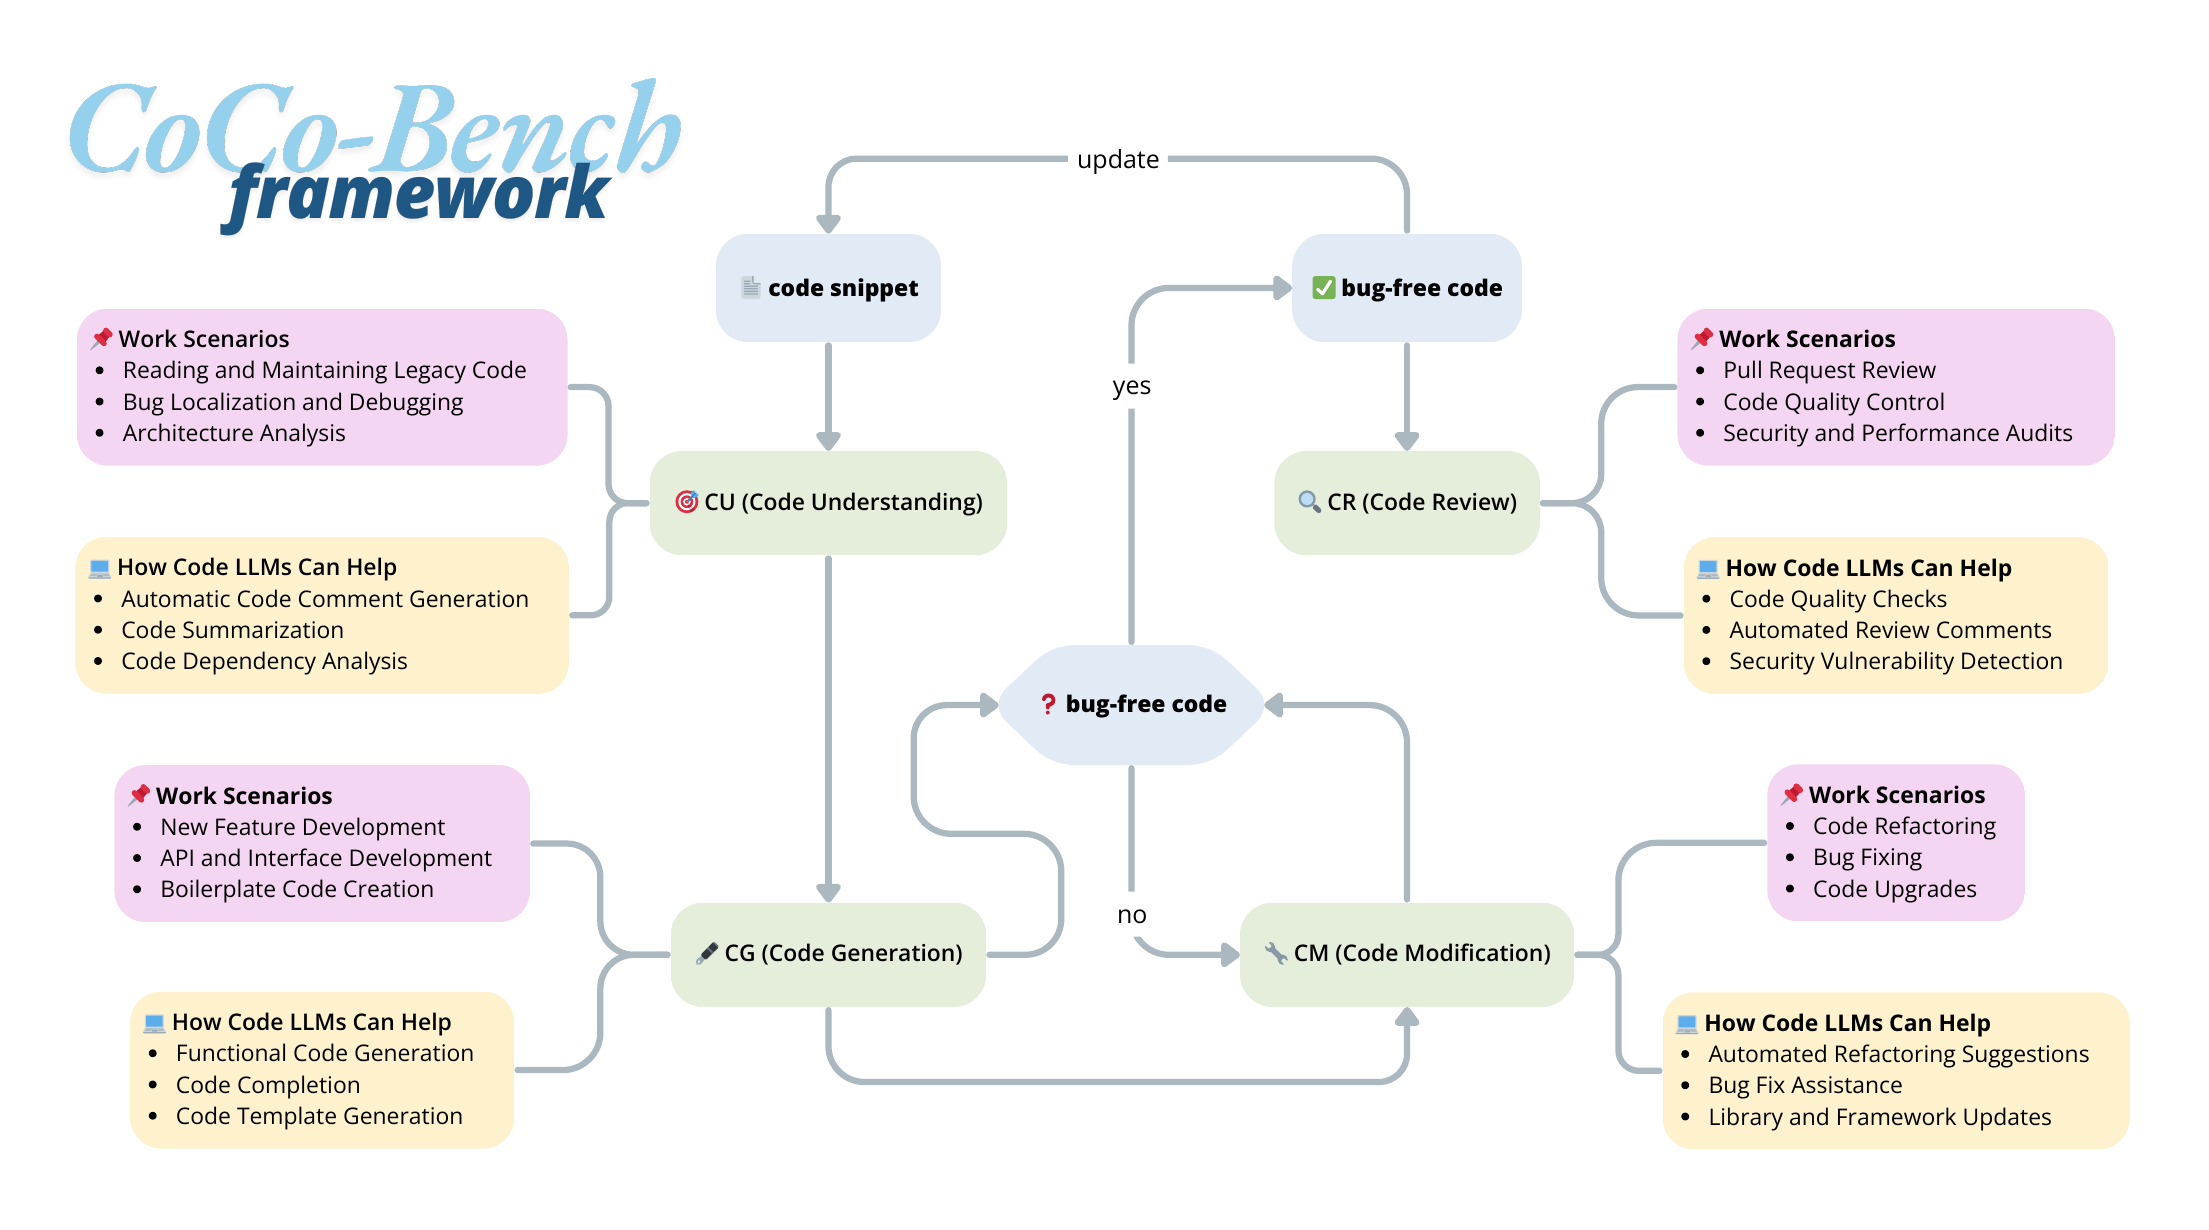 CoCo-Bench
framework
update
code snippet
bug-free code
yes
Work Scenarios
• Reading and Maintaining Legacy Code
• Bug Localization and Debugging
• Architecture Analysis
CU (Code Understanding)
How Code LLMs Can Help
• Automatic Code Comment Generation
• Code Summarization
• Code Dependency Analysis
Work Scenarios
• Pull Request Review
• Code Quality Control
• Security and Performance Audits
CR (Code Review)
How Code LLMs Can Help
• Code Quality Checks
• Automated Review Comments
• Security Vulnerability Detection
❓ bug-free code
no
Work Scenarios
• New Feature Development
• API and Interface Development
• Boilerplate Code Creation
CG (Code Generation)
How Code LLMs Can Help
• Functional Code Generation
• Code Completion
• Code Template Generation
Work Scenarios
• Code Refactoring
• Bug Fixing
• Code Upgrades
CM (Code Modification)
How Code LLMs Can Help
• Automated Refactoring Suggestions
• Bug Fix Assistance
• Library and Framework Updates